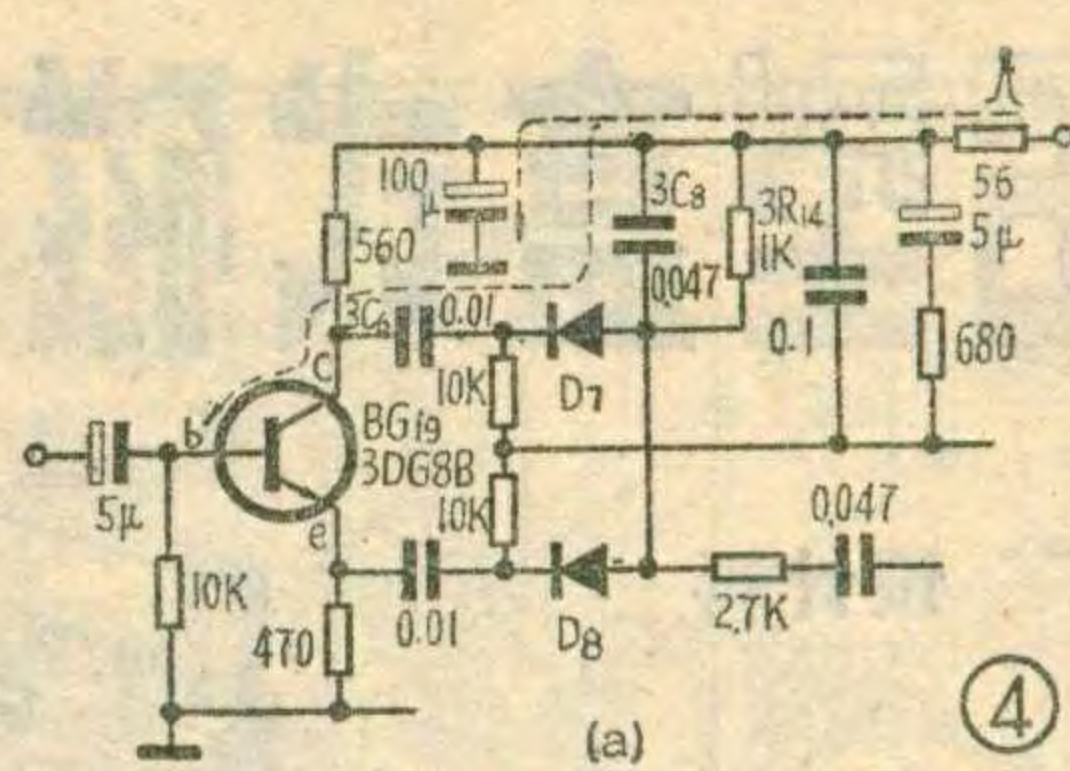 100
μ
560
3C8
0.047
3R14
1K
56
5μ
3C6
0.01
0.1
680
c
10K
D7
b
BG19
3DG8B
5μ
e
10K
0.047
10K
0.01
D8
2.7K
470
(a)
④